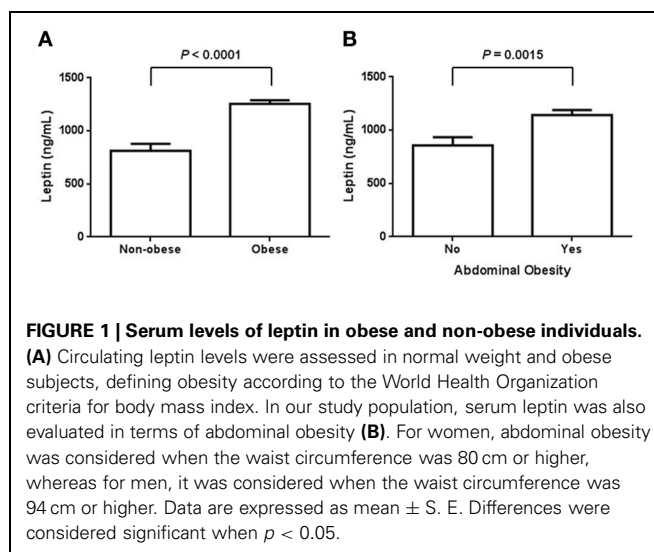 A
P < 0.0001
1500
1000
500
0
Leptin (ng/mL)
Non-obese Obese
B
P = 0.0015
1500
1000
500
0
Leptin (ng/mL)
No Yes
Abdominal Obesity
FIGURE 1 | Serum levels of leptin in obese and non-obese individuals.
(A) Circulating leptin levels were assessed in normal weight and obese
subjects, defining obesity according to the World Health Organization
criteria for body mass index. In our study population, serum leptin was also
evaluated in terms of abdominal obesity (B). For women, abdominal obesity
was considered when the waist circumference was 80 cm or higher,
whereas for men, it was considered when the waist circumference was
94 cm or higher. Data are expressed as mean ± S. E. Differences were
considered significant when p < 0.05.